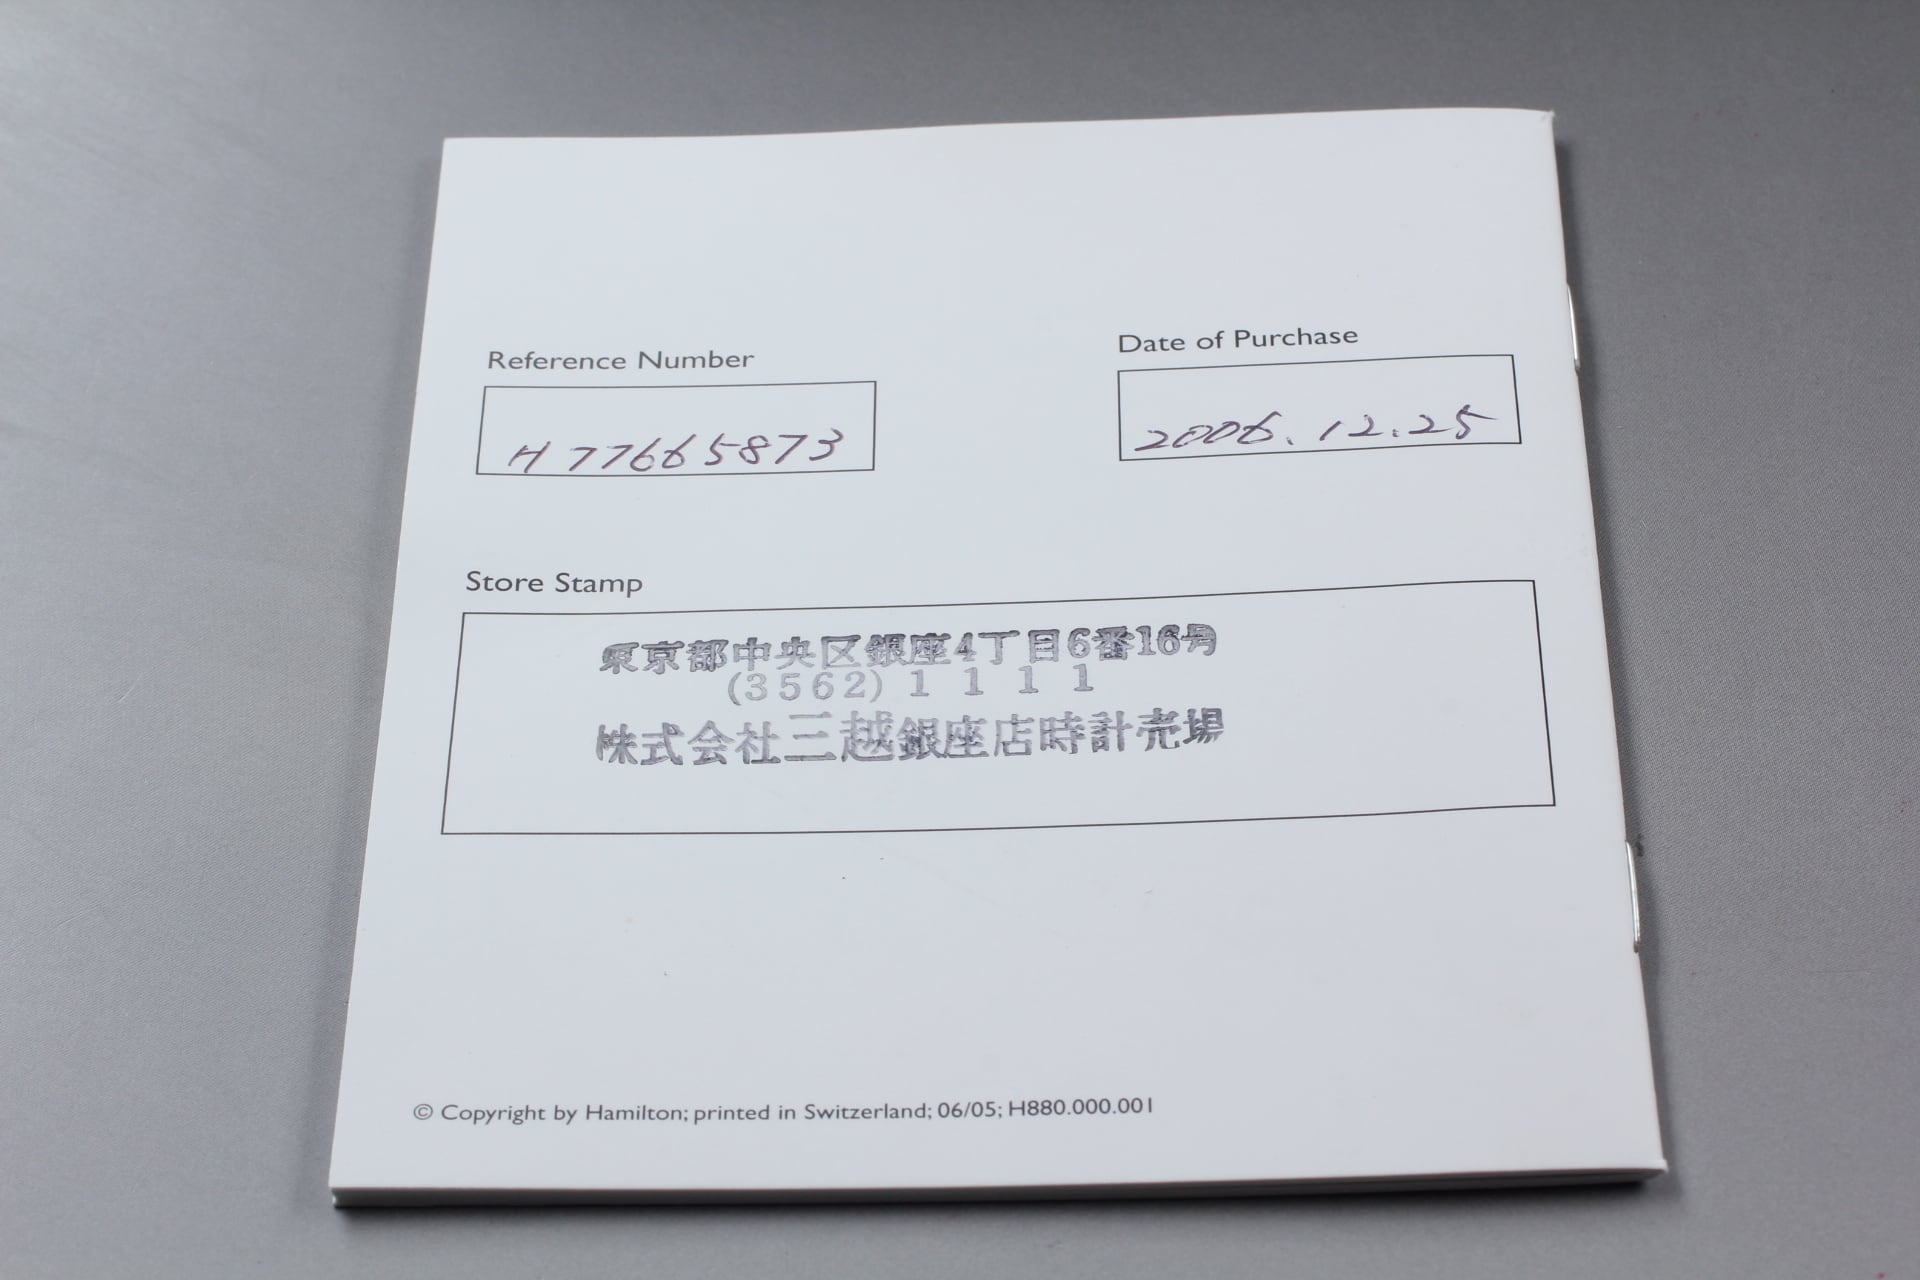 Reference Number
H 77665873
Date of Purchase
2006.12.25
Store Stamp
東京都中央区銀座4丁目6番16号
(3562) 1 1 1 1
株式会社三越銀座店時計売場
© Copyright by Hamilton; printed in Switzerland; 06/05; H880.000.001